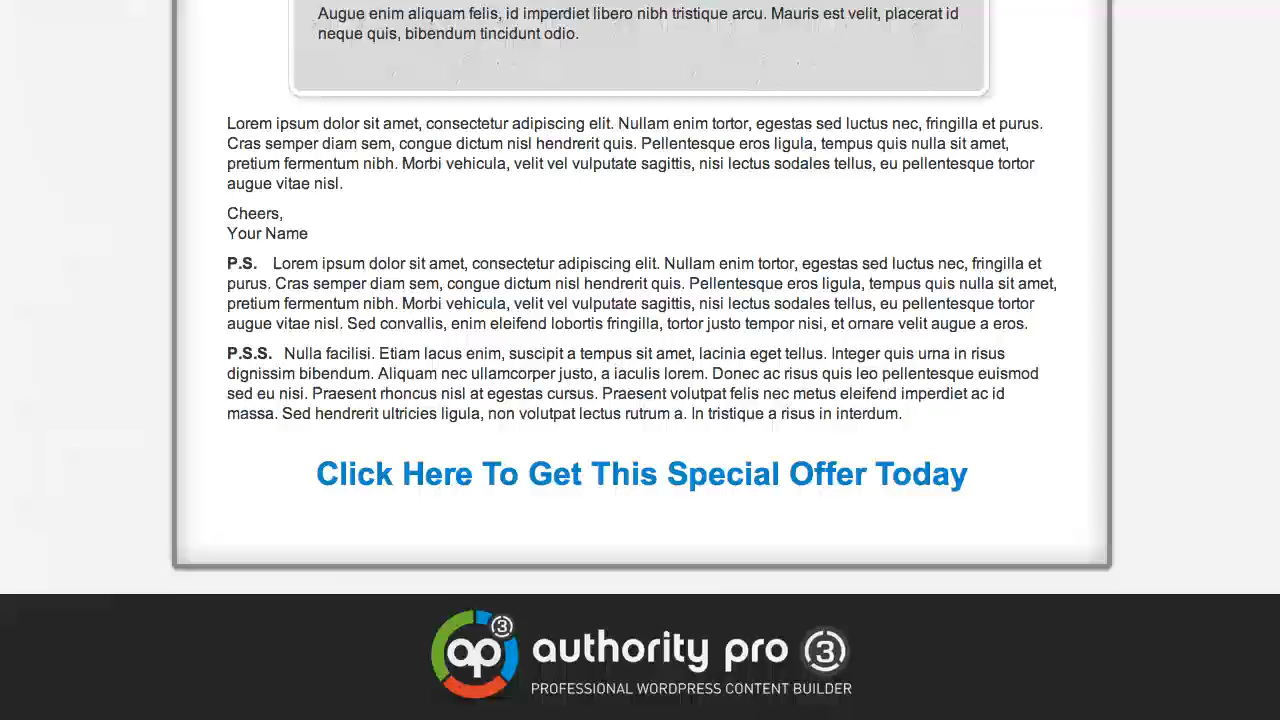 Augue enim aliquam felis, id imperdiet libero nibh tristique arcu. Mauris est velit, placerat id
neque quis, bibendum tincidunt odio.
Lorem ipsum dolor sit amet, consectetur adipiscing elit. Nullam enim tortor, egestas sed luctus nec, fringilla et purus.
Cras semper diam sem, congue dictum nisl hendrerit quis. Pellentesque eros ligula, tempus quis nulla sit amet,
pretium fermentum nibh. Morbi vehicula, velit vel vulputate sagittis, nisi lectus sodales tellus, eu pellentesque tortor
augue vitae nisl.
Cheers,
Your Name
P.S. Lorem ipsum dolor sit amet, consectetur adipiscing elit. Nullam enim tortor, egestas sed luctus nec, fringilla et
purus. Cras semper diam sem, congue dictum nisl hendrerit quis. Pellentesque eros ligula, tempus quis nulla sit amet,
pretium fermentum nibh. Morbi vehicula, velit vel vulputate sagittis, nisi lectus sodales tellus, eu pellentesque tortor
augue vitae nisl. Sed convallis, enim eleifend lobortis fringilla, tortor justo tempor nisi, et ornare velit augue a eros.
P.S.S. Nulla facilisi. Etiam lacus enim, suscipit a tempus sit amet, lacinia eget tellus. Integer quis urna in risus
dignissim bibendum. Aliquam nec ullamcorper justo, a iaculis lorem. Donec ac risus quis leo pellentesque euismod
sed eu nisi. Praesent rhoncus nisl at egestas cursus. Praesent volutpat felis nec metus eleifend imperdiet ac id
massa. Sed hendrerit ultricies ligula, non volutpat lectus rutrum a. In tristique a risus in interdum.
Click Here To Get This Special Offer Today
ap 3 authority pro 3
PROFESSIONAL WORDPRESS CONTENT BUILDER